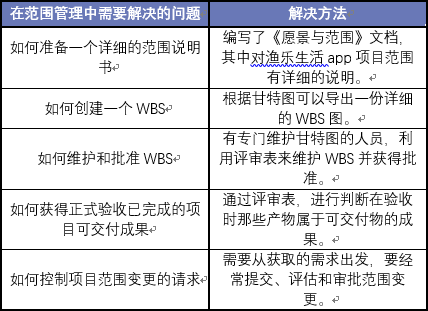 在范围管理中需要解决的问题 解决方法
如何准备一个详细的范围说明 编写了《愿景与范围》文档，
书 其中对渔乐生活 app 项目范围
有详细的说明。
如何创建一个 WBS 根据甘特图可以导出一份详细
的 WBS 图。
如何维护和批准 WBS 有专门维护甘特图的人员，利
用评审表来维护 WBS 并获得批
准。
如何获得正式验收已完成的项 通过评审表，进行判断在验收
目可交付成果 时那些产物属于可交付物的成
果。
如何控制项目范围变更的请求 需要从获取的需求出发，要经
常提交、评估和审批范围变
更。